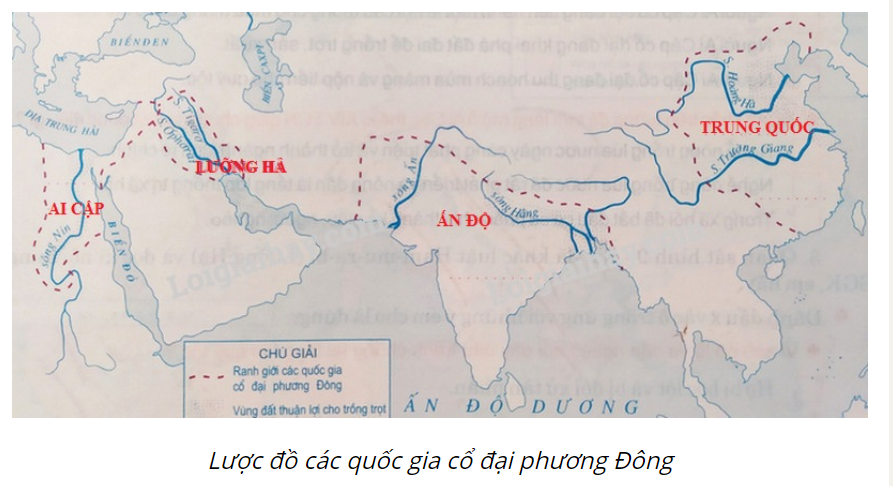 BIỂN ĐEN
BIỂN CAXPI
ĐỊA TRUNG HẢI
S. Tigarơ
S. Ơphơrát
LƯỠNG HÀ
AI CẬP
sông Nin
BIỂN ĐỎ
sông Ấn
ẤN ĐỘ
sông Hằng
S. Hoàng Hà
TRUNG QUỐC
S. Trường Giang
CHÚ GIẢI
Ranh giới các quốc gia
cổ đại phương Đông
Vùng đất thuận lợi cho trồng trọt
ẤN ĐỘ DƯƠNG
Lược đồ các quốc gia cổ đại phương Đông